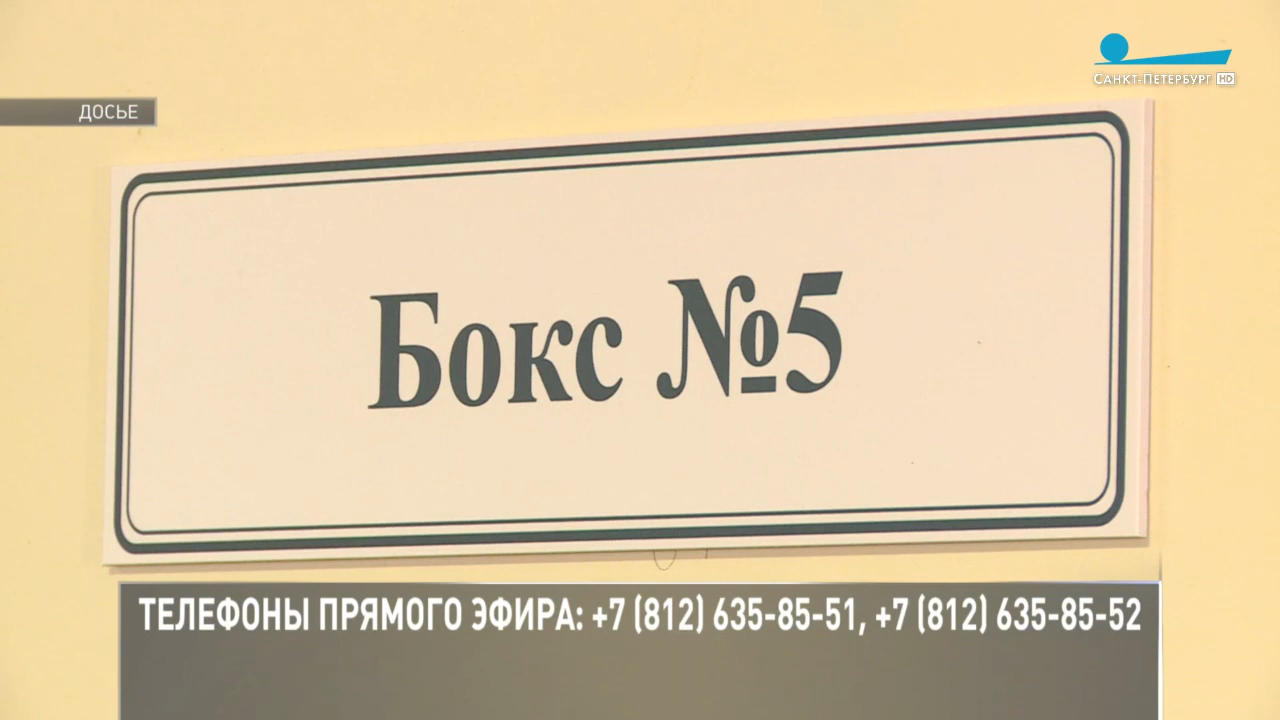 Санкт-Петербург HD
ДОСЬЕ
Бокс №5
ТЕЛЕФОНЫ ПРЯМОГО ЭФИРА: +7 (812) 635-85-51, +7 (812) 635-85-52